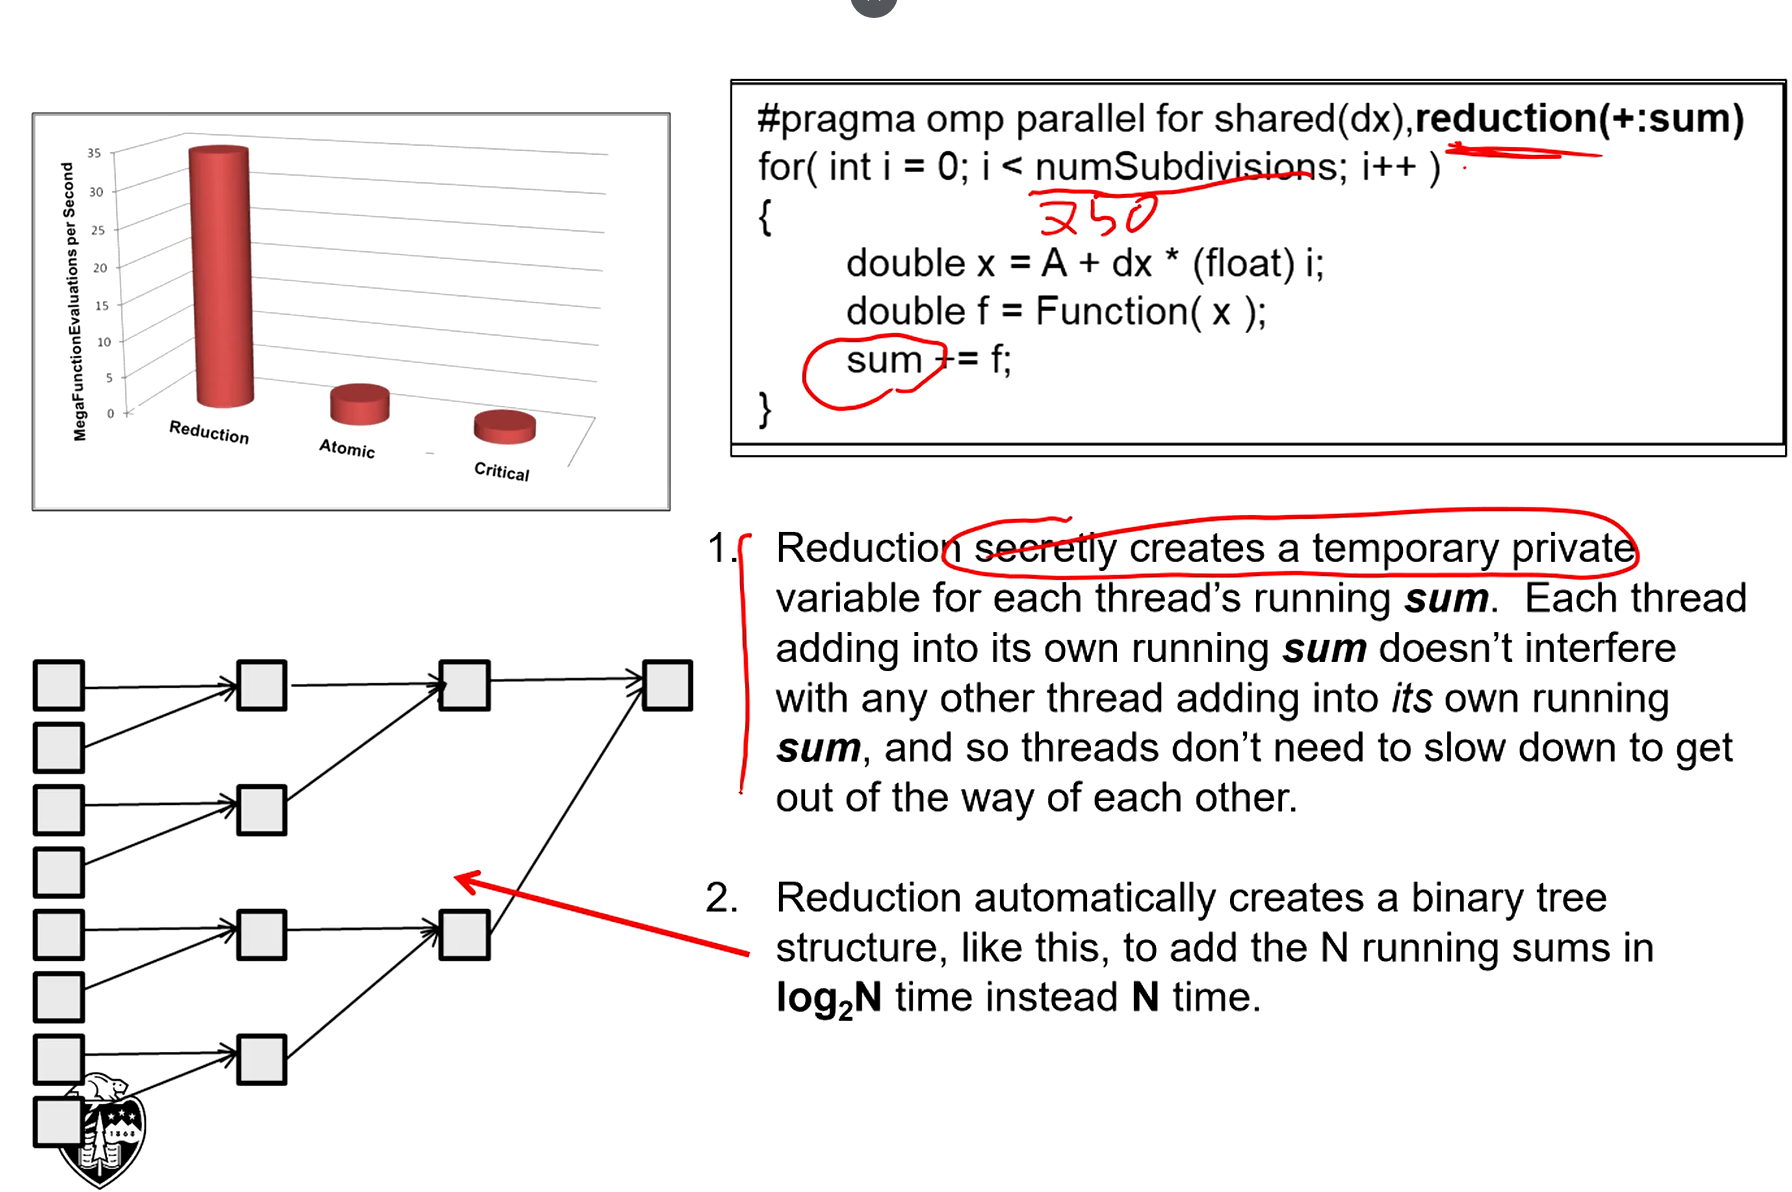 MegaFunctionEvaluations per Second
35
30
25
20
15
10
5
0
Reduction
Atomic
Critical
#pragma omp parallel for shared(dx),reduction(+:sum)
for( int i = 0; i < numSubdivisions; i++ )
250
{
double x = A + dx * (float) i;
double f = Function( x );
sum += f;
}
1. Reduction secretly creates a temporary private
variable for each thread’s running sum. Each thread
adding into its own running sum doesn’t interfere
with any other thread adding into its own running
sum, and so threads don’t need to slow down to get
out of the way of each other.
2. Reduction automatically creates a binary tree
structure, like this, to add the N running sums in
log₂N time instead N time.
1868